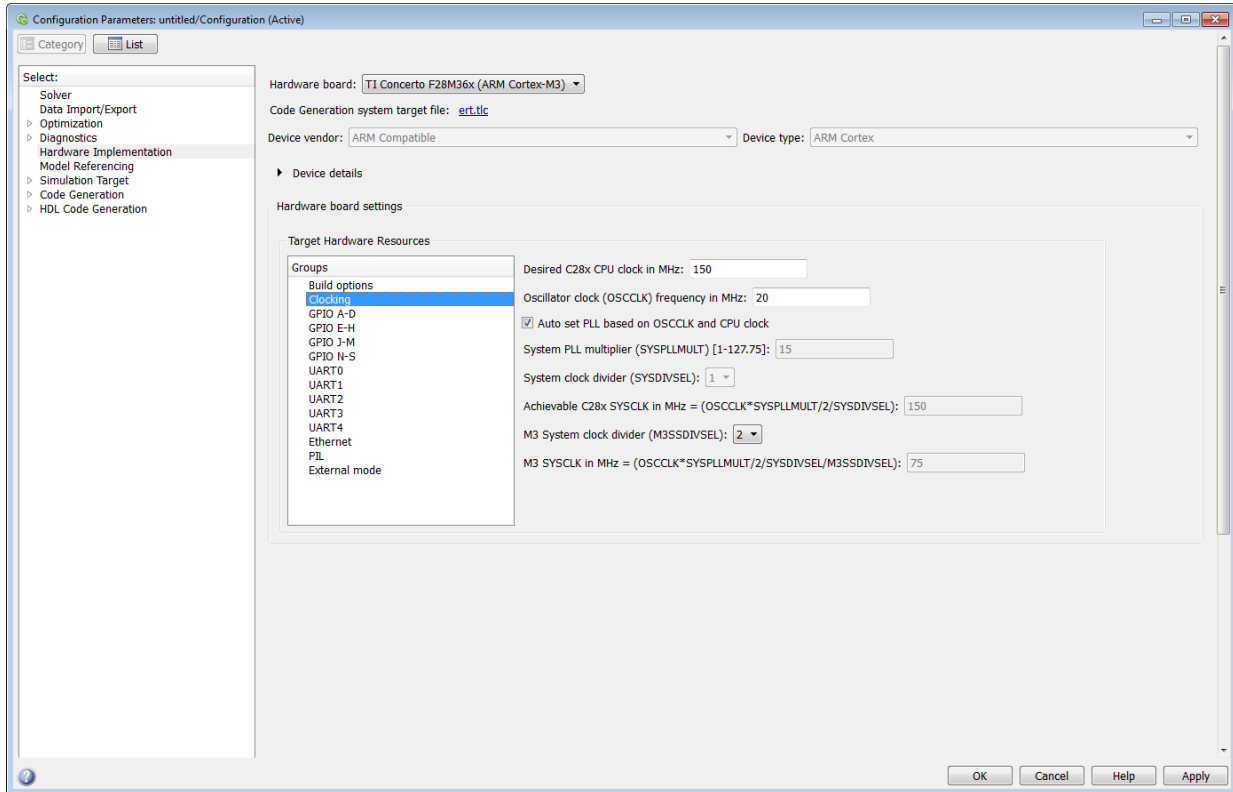 Configuration Parameters: untitled/Configuration (Active)
Category List
Select:
Solver
Data Import/Export
Optimization
Diagnostics
Hardware Implementation
Model Referencing
Simulation Target
Code Generation
HDL Code Generation
Hardware board: TI Concerto F28M36x (ARM Cortex-M3)
Code Generation system target file: ert.tlc
Device vendor: ARM Compatible Device type: ARM Cortex
Device details
Hardware board settings
Target Hardware Resources
Groups
Build options
Clocking
GPIO A-D
GPIO E-H
GPIO J-M
GPIO N-S
UART0
UART1
UART2
UART3
UART4
Ethernet
PIL
External mode
Desired C28x CPU clock in MHz: 150
Oscillator clock (OSCCLK) frequency in MHz: 20
Auto set PLL based on OSCCLK and CPU clock
System PLL multiplier (SYSPLLMULT) [1-127.75]: 15
System clock divider (SYSDIVSEL): 1
Achievable C28x SYSCLK in MHz = (OSCCLK*SYSPLLMULT/2/SYSDIVSEL): 150
M3 System clock divider (M3SSDIVSEL): 2
M3 SYSCLK in MHz = (OSCCLK*SYSPLLMULT/2/SYSDIVSEL/M3SSDIVSEL): 75
OK Cancel Help Apply